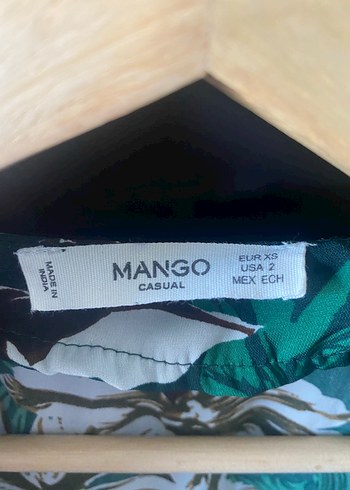 MADE IN
INDIA
MANGO
CASUAL
EUR XS
USA 2
MEX ECH